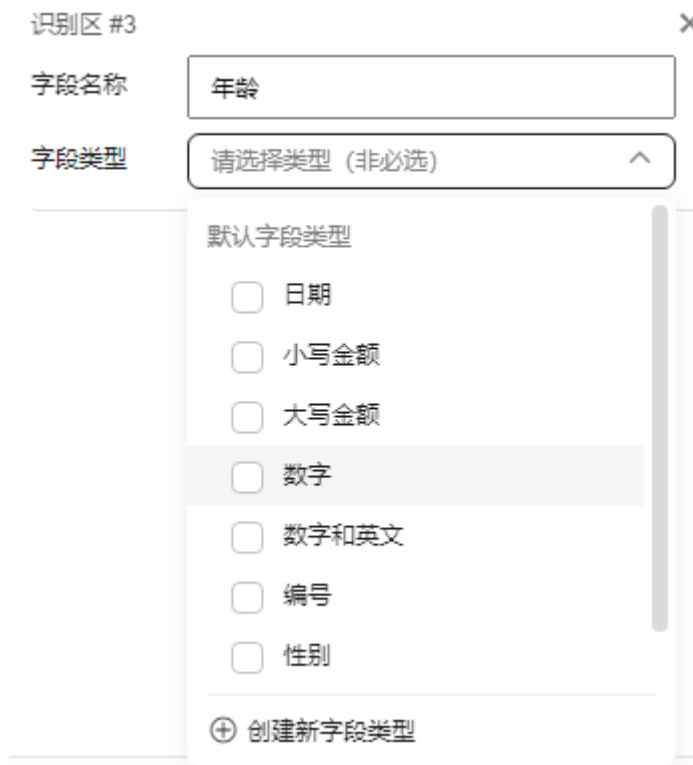 识别区 #3
字段名称
年龄
字段类型
请选择类型 (非必选)
默认字段类型
日期
小写金额
大写金额
数字
数字和英文
编号
性别
创建新字段类型